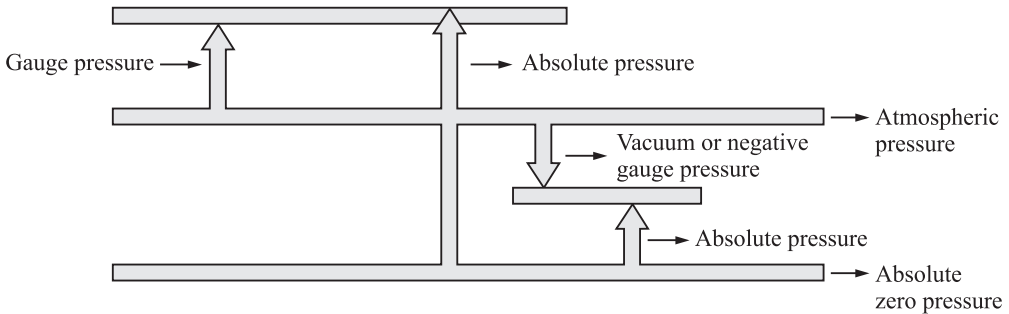 Gauge pressure
Absolute pressure
Atmospheric
pressure
Vacuum or negative
gauge pressure
Absolute pressure
Absolute
zero pressure